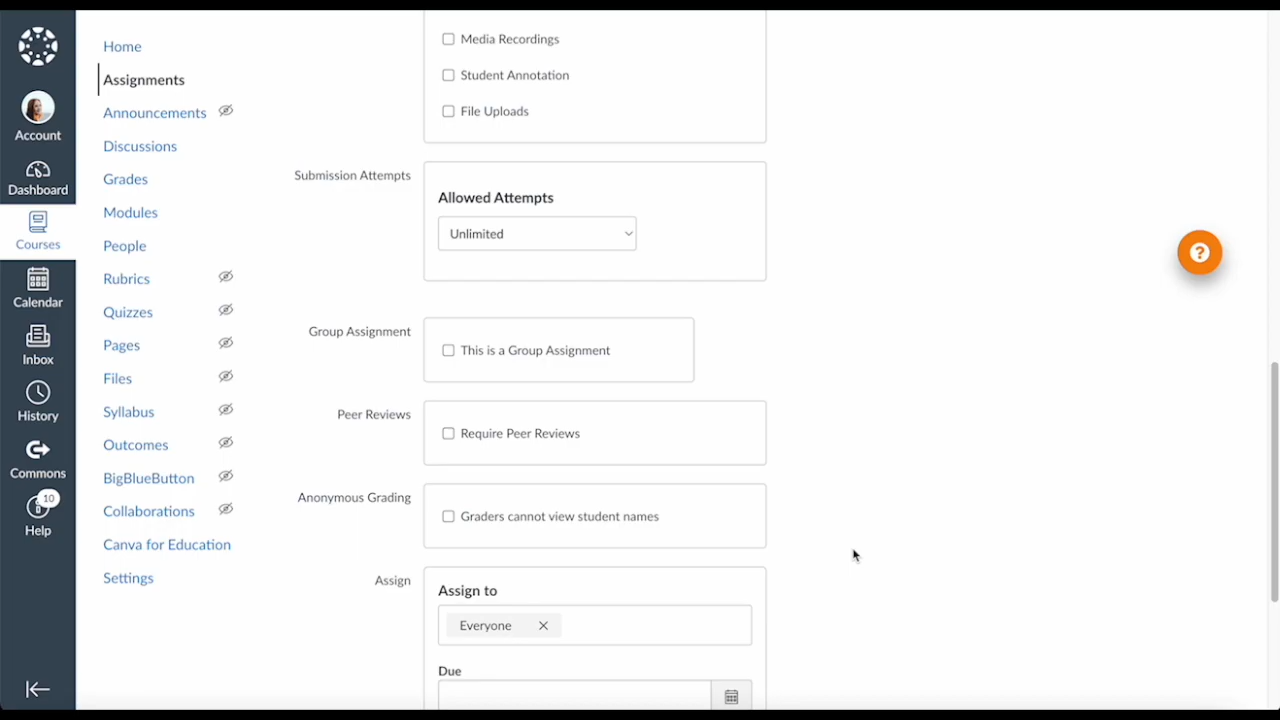 Account
Dashboard
Courses
Calendar
Inbox
History
Commons
10
Help
Home
Assignments
Announcements
Discussions
Grades
Modules
People
Rubrics
Quizzes
Pages
Files
Syllabus
Outcomes
BigBlueButton
Collaborations
Canva for Education
Settings
Media Recordings
Student Annotation
File Uploads
Submission Attempts
Allowed Attempts
Unlimited
Group Assignment
This is a Group Assignment
Peer Reviews
Require Peer Reviews
Anonymous Grading
Graders cannot view student names
Assign
Assign to
Everyone
Due
?